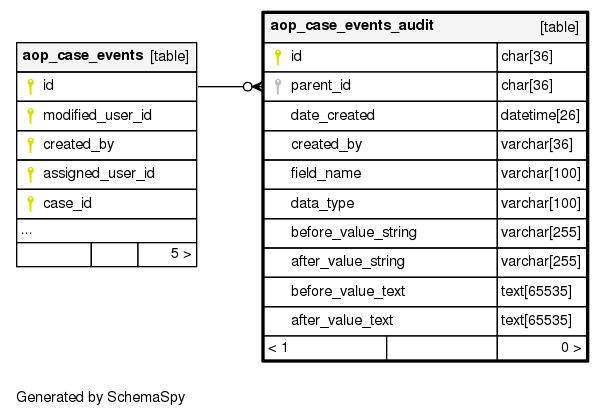 aop_case_events [table]
id
modified_user_id
created_by
assigned_user_id
case_id
...
5 >
aop_case_events_audit [table]
id char[36]
parent_id char[36]
date_created datetime[26]
created_by varchar[36]
field_name varchar[100]
data_type varchar[100]
before_value_string varchar[255]
after_value_string varchar[255]
before_value_text text[65535]
after_value_text text[65535]
< 1 0 >
Generated by SchemaSpy